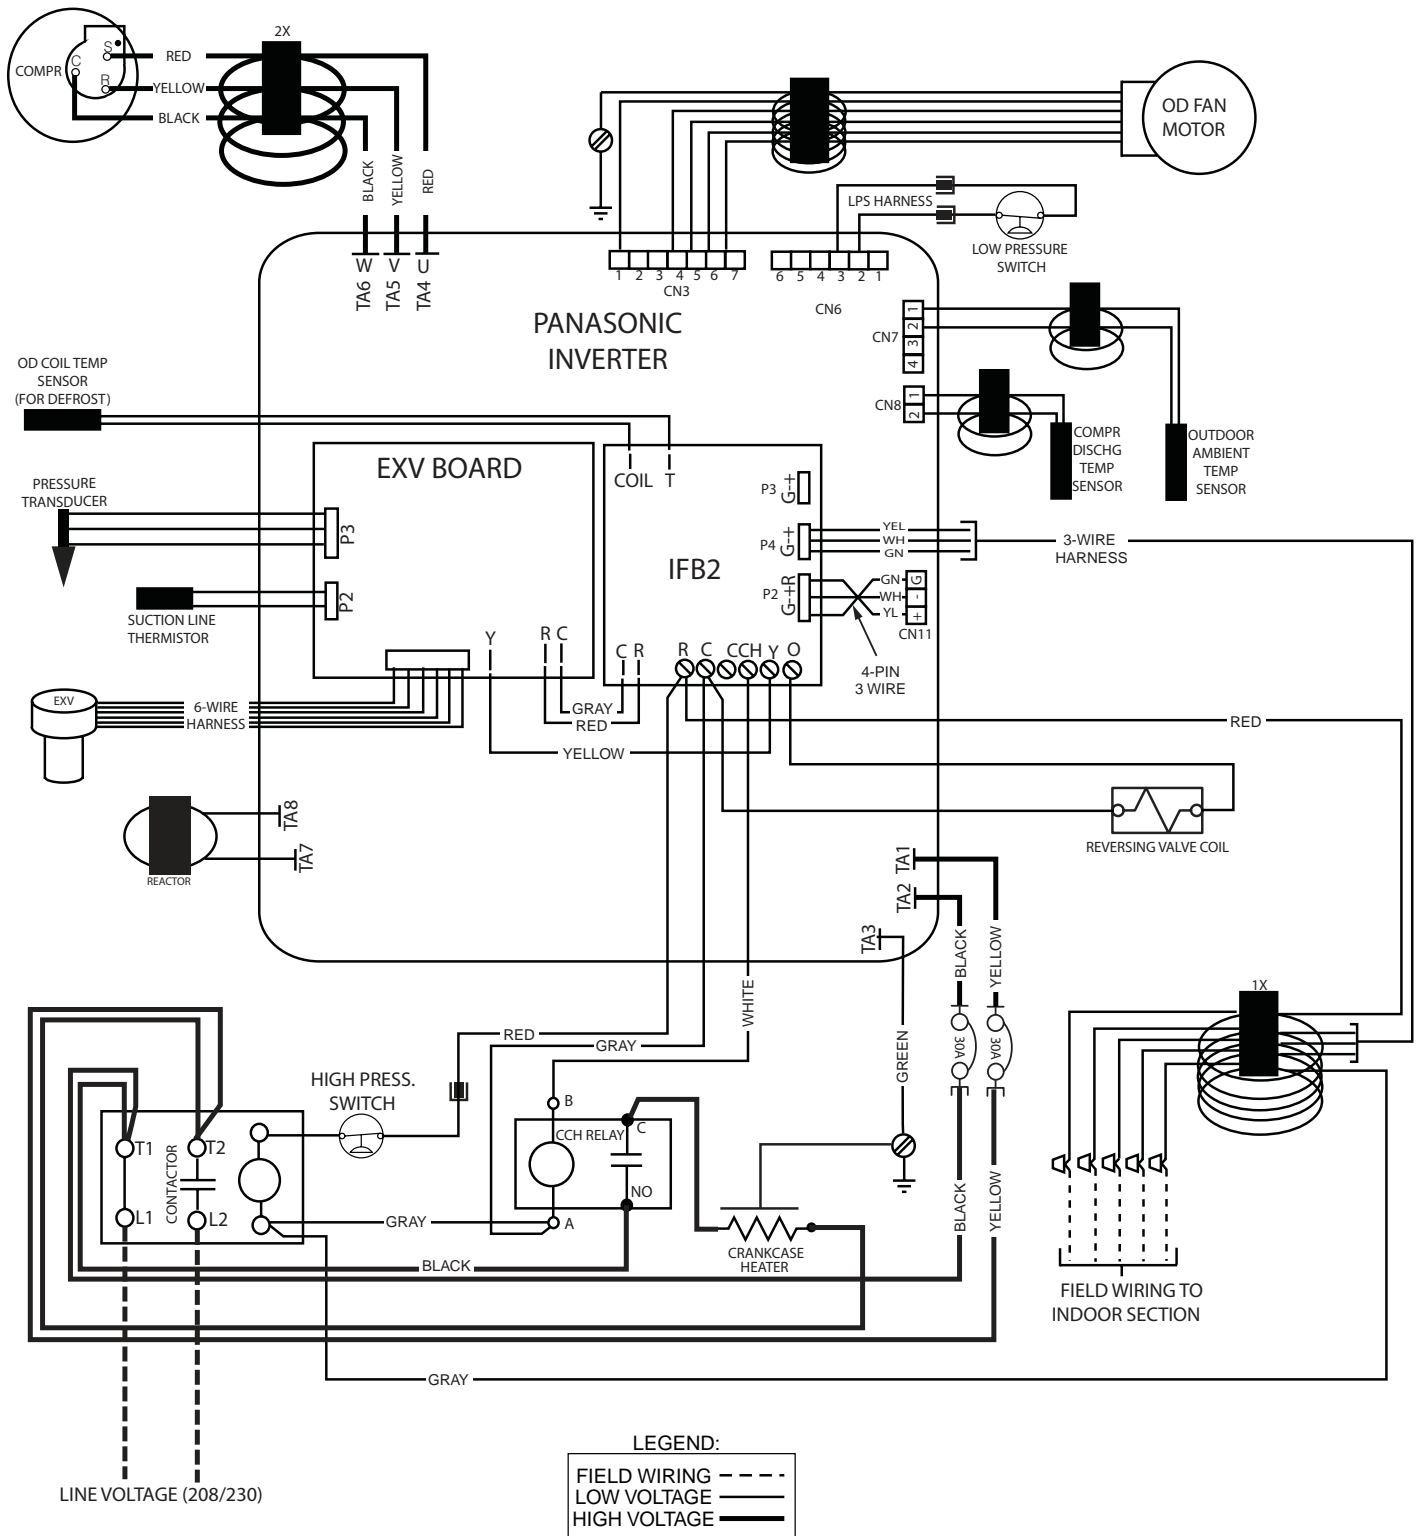 2X
S
C
R
COMPR
RED
YELLOW
BLACK
OD FAN
MOTOR
BLACK
YELLOW
RED
LPS HARNESS
LOW PRESSURE
SWITCH
W
V
U
TA6
TA5
TA4
1 2 3 4 5 6 7
CN3
6 5 4 3 2 1
CN6
PANASONIC
INVERTER
CN7
1
2
3
4
OD COIL TEMP
SENSOR
(FOR DEFROST)
CN8
1
2
COMPR
DISCHG
TEMP
SENSOR
OUTDOOR
AMBIENT
TEMP
SENSOR
EXV BOARD
COIL T
P3
G-+
PRESSURE
TRANSDUCER
P3
P4
G-+
YEL
WH
GN
3-WIRE
HARNESS
IFB2
P2
G-+R
GN
WH
YL
G
-
+
CN11
P2
SUCTION LINE
THERMISTOR
4-PIN
3 WIRE
Y
R C
C R
R C CCH Y O
EXV
6-WIRE
HARNESS
GRAY
RED
YELLOW
RED
TA8
TA7
REACTOR
REVERSING VALVE COIL
TA1
TA2
TA3
BLACK
YELLOW
WHITE
GREEN
30A
30A
1X
RED
GRAY
HIGH PRESS.
SWITCH
B
CCH RELAY
C
NO
A
T1
T2
CONTACTOR
L1
L2
GRAY
BLACK
CRANKCASE
HEATER
BLACK
YELLOW
FIELD WIRING TO
INDOOR SECTION
GRAY
LINE VOLTAGE (208/230)
LEGEND:
FIELD WIRING
LOW VOLTAGE
HIGH VOLTAGE